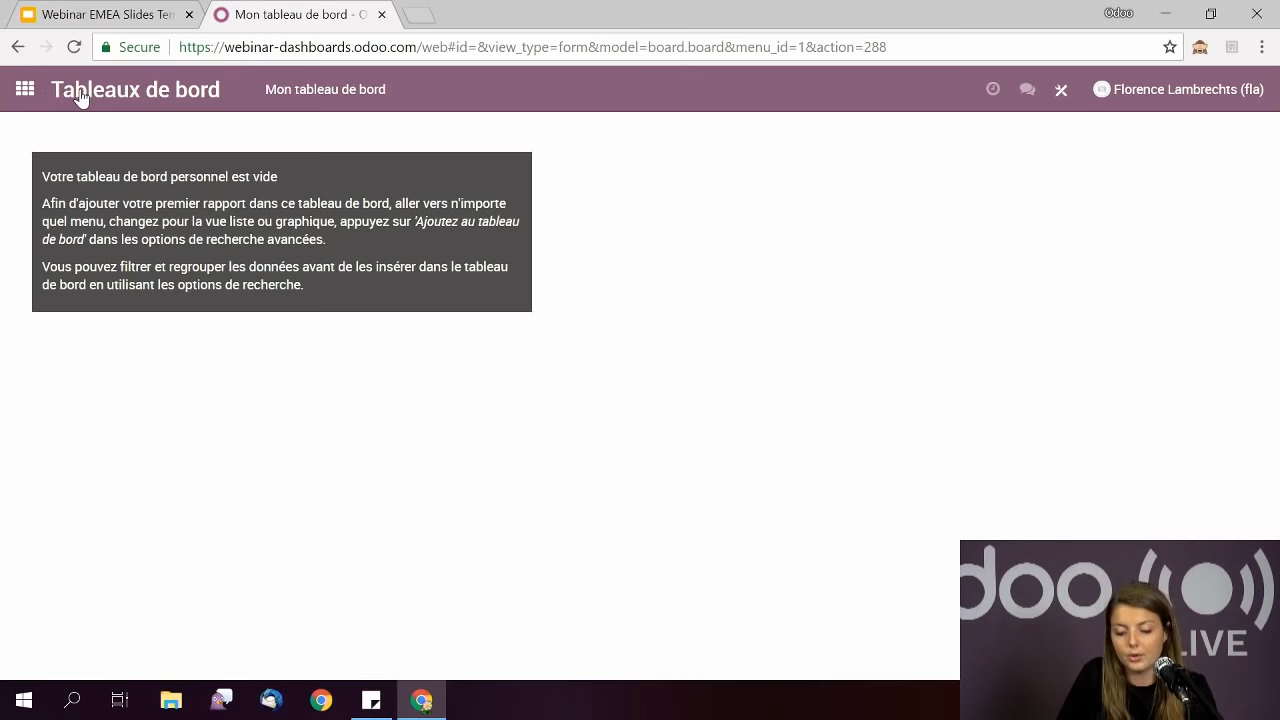 Webinar EMEA Slides Tem
Mon tableau de bord - O
Odoo
Secure
https://webinar-dashboards.odoo.com/web#id=&view_type=form&model=board.board&menu_id=1&action=288
Tableaux de bord
Mon tableau de bord
Florence Lambrechts (fla)
Votre tableau de bord personnel est vide
Afin d'ajouter votre premier rapport dans ce tableau de bord, aller vers n'importe
quel menu, changez pour la vue liste ou graphique, appuyez sur 'Ajoutez au tableau
de bord' dans les options de recherche avancées.
Vous pouvez filtrer et regrouper les données avant de les insérer dans le tableau
de bord en utilisant les options de recherche.
doo
LIVE